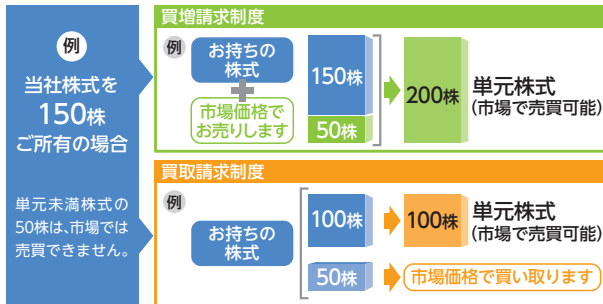 例
当社株式を
150株
ご所有の場合
単元未満株式の
50株は、市場では
売買できません。
買増請求制度
例
お持ちの
株式
市場価格で
お売りします
150株
50株
200株
単元株式
(市場で売買可能)
買取請求制度
例
お持ちの
株式
100株
50株
100株
単元株式
(市場で売買可能)
市場価格で買い取ります